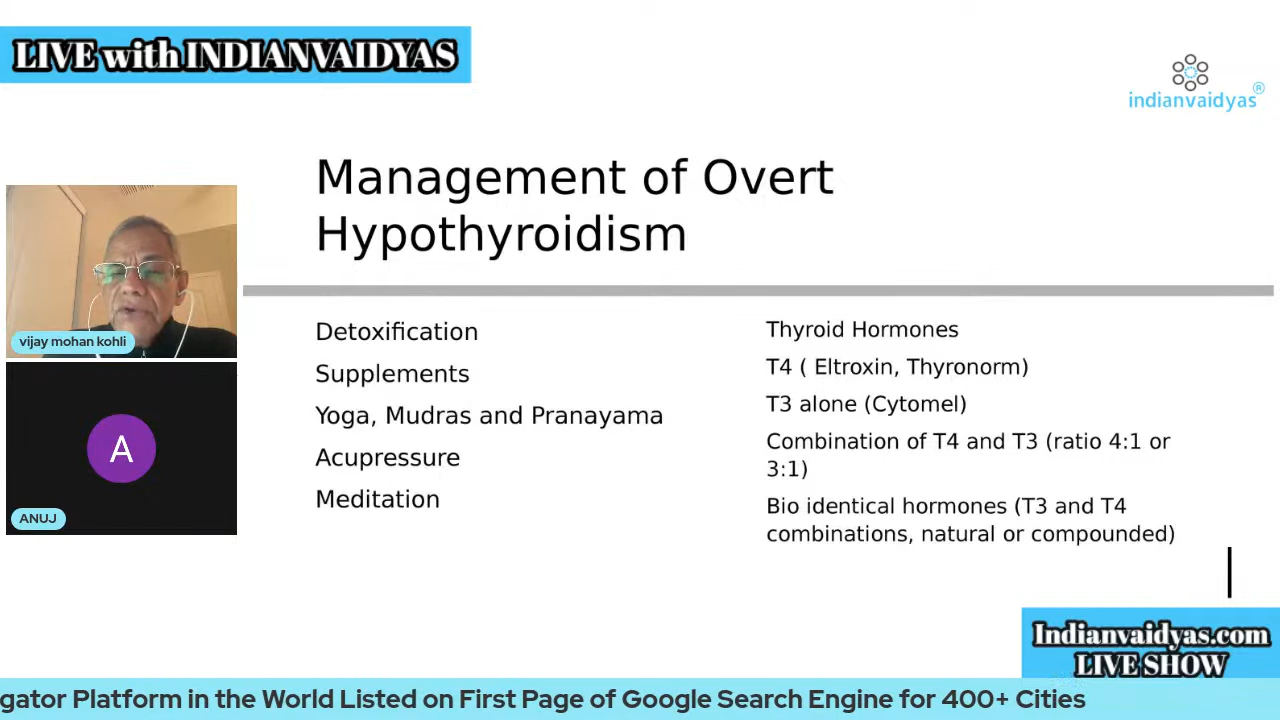 LIVE with INDIANVAIDYAS
indianvaidyas®
Management of Overt
Hypothyroidism
vijay mohan kohli
A
ANUJ
Detoxification
Supplements
Yoga, Mudras and Pranayama
Acupressure
Meditation
Thyroid Hormones
T4 ( Eltroxin, Thyronorm)
T3 alone (Cytomel)
Combination of T4 and T3 (ratio 4:1 or
3:1)
Bio identical hormones (T3 and T4
combinations, natural or compounded)
Indianvaidyas.com
LIVE SHOW
gator Platform in the World Listed on First Page of Google Search Engine for 400+ Cities